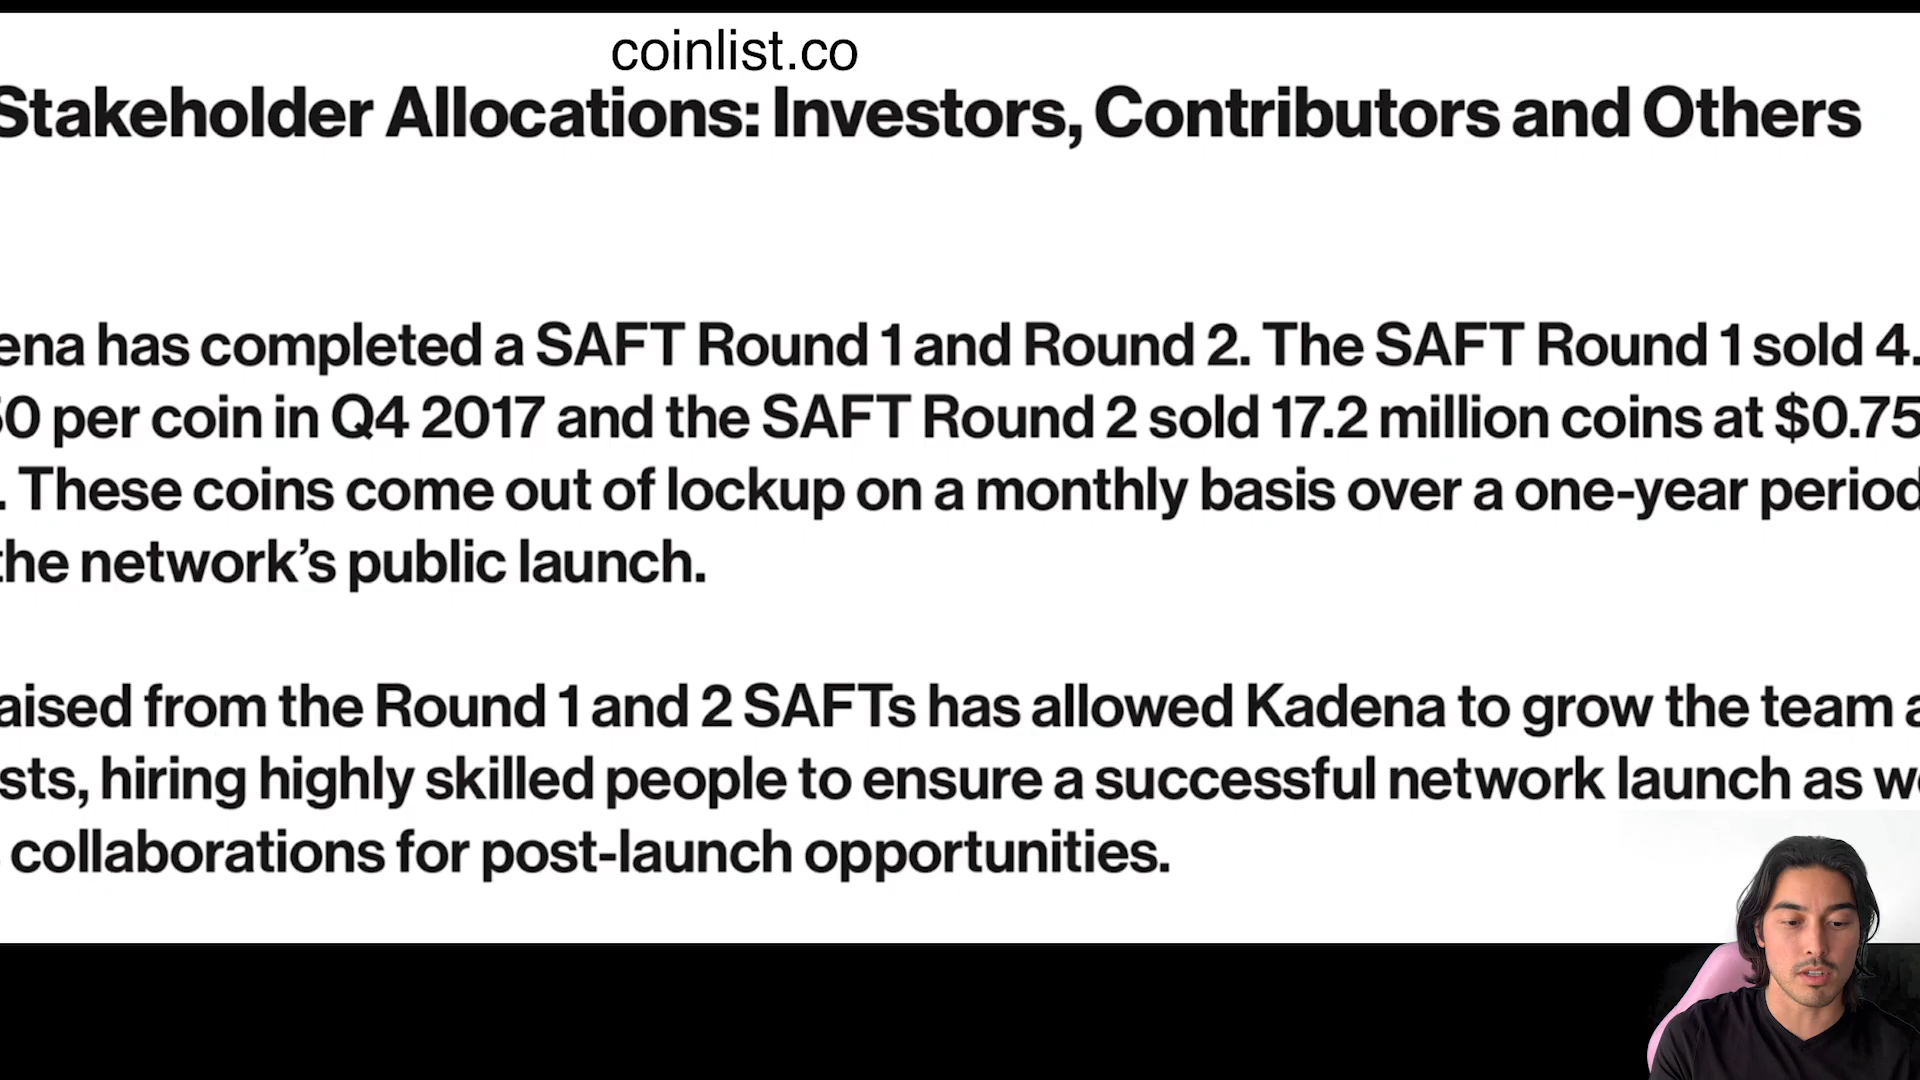 coinlist.co
Stakeholder Allocations: Investors, Contributors and Others
ena has completed a SAFT Round 1 and Round 2. The SAFT Round 1 sold 4.
0 per coin in Q4 2017 and the SAFT Round 2 sold 17.2 million coins at $0.75
. These coins come out of lockup on a monthly basis over a one-year period
the network’s public launch.
aised from the Round 1 and 2 SAFTs has allowed Kadena to grow the team a
sts, hiring highly skilled people to ensure a successful network launch as we
collaborations for post-launch opportunities.